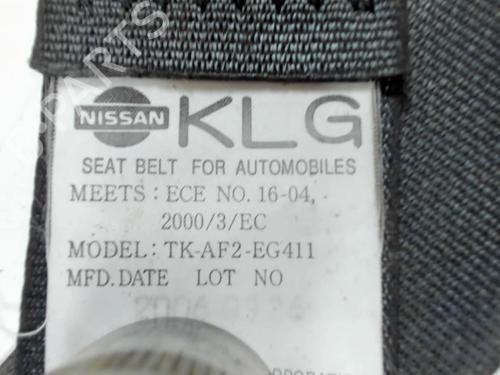 NISSAN KLG
SEAT BELT FOR AUTOMOBILES
MEETS : ECE NO. 16-04,
2000/3/EC
MODEL: TK-AF2-EG411
MFD.DATE LOT NO